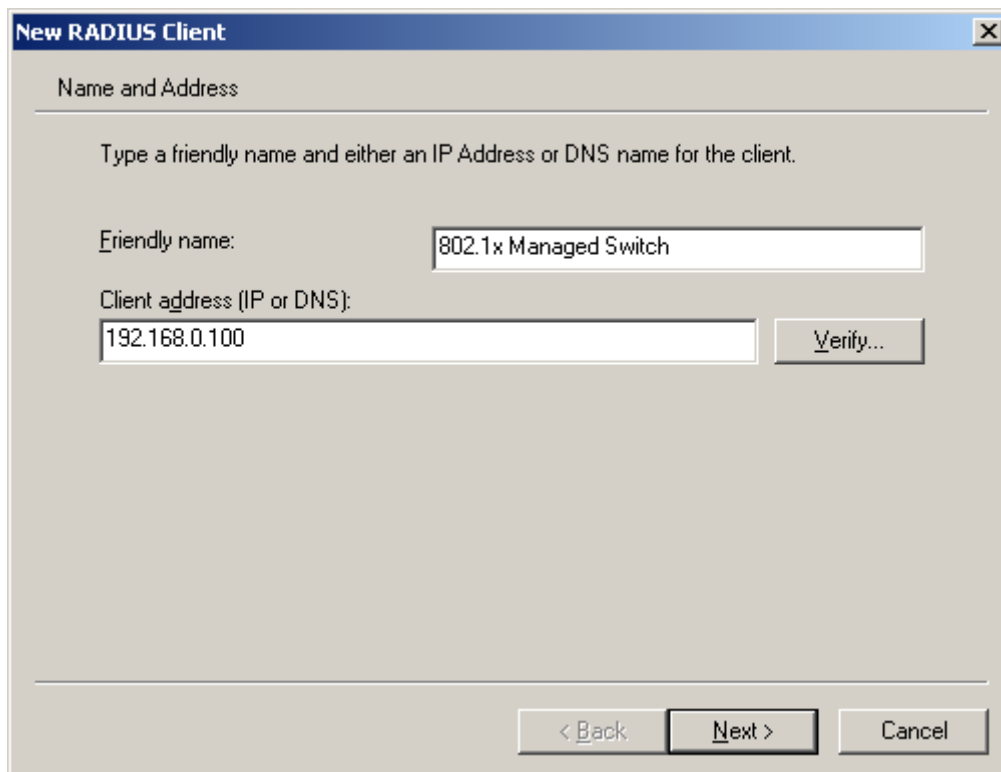 New RADIUS Client
Name and Address
Type a friendly name and either an IP Address or DNS name for the client.
Friendly name:
802.1x Managed Switch
Client address (IP or DNS):
192.168.0.100
Verify...
< Back
Next >
Cancel